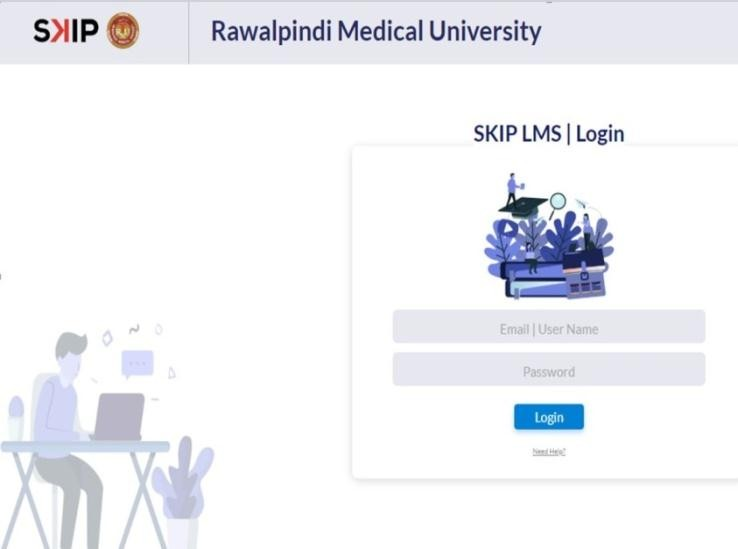 SKIP
Rawalpindi Medical University
SKIP LMS | Login
Email | User Name
Password
Login
Need Help?